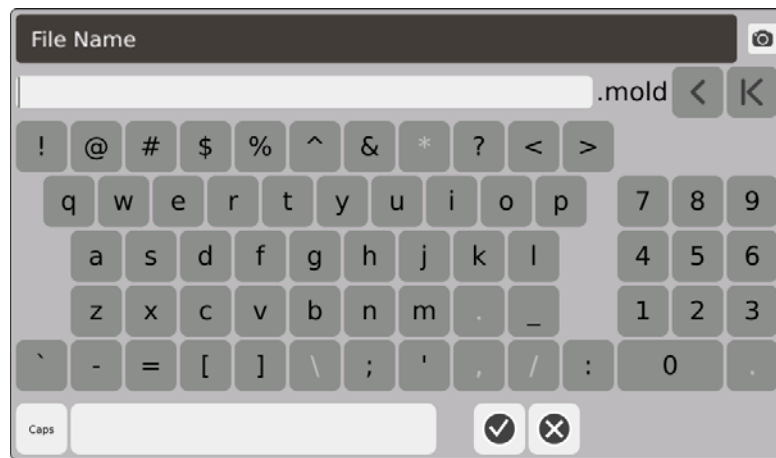 File Name
.mold < K
! @ # $ % ^ & * ? < >
q w e r t y u i o p 7 8 9
a s d f g h j k l 4 5 6
z x c v b n m . _ 1 2 3
` - = [ ] \ ; ' , / : 0 .
Caps